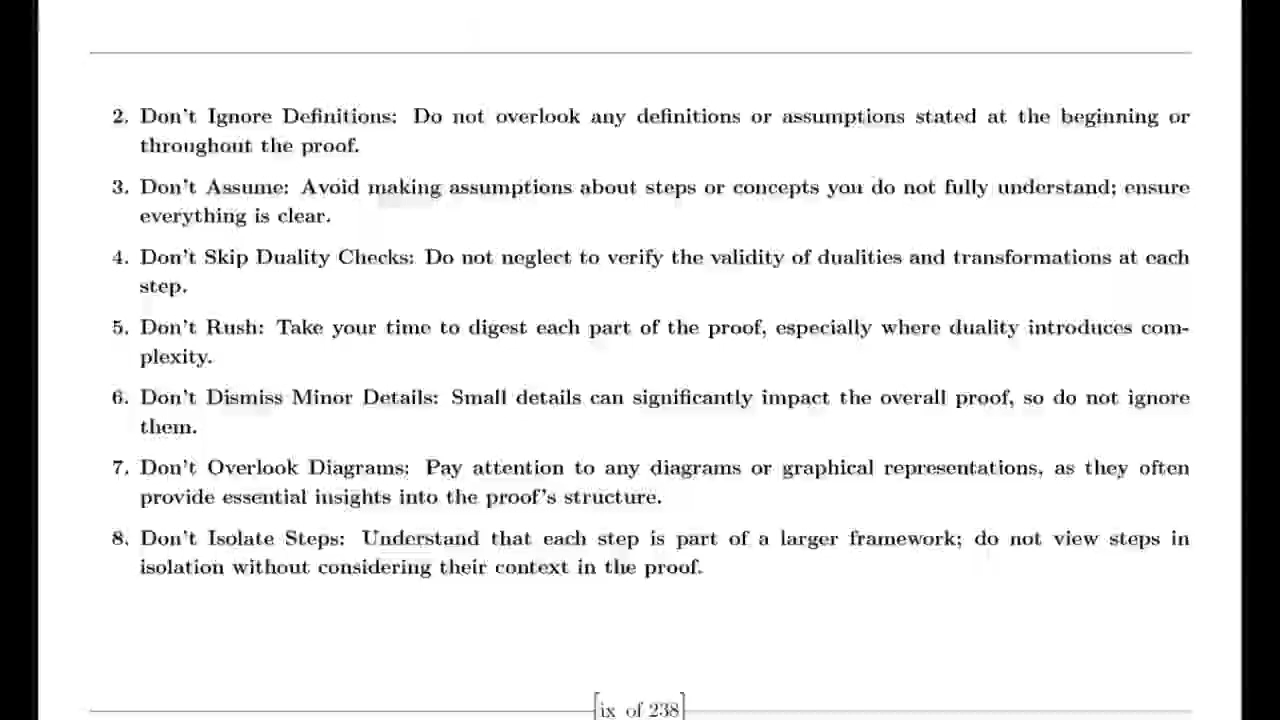 2. Don't Ignore Definitions: Do not overlook any definitions or assumptions stated at the beginning or
throughout the proof.
3. Don't Assume: Avoid making assumptions about steps or concepts you do not fully understand; ensure
everything is clear.
4. Don't Skip Duality Checks: Do not neglect to verify the validity of dualities and transformations at each
step.
5. Don't Rush: Take your time to digest each part of the proof, especially where duality introduces com-
plexity.
6. Don't Dismiss Minor Details: Small details can significantly impact the overall proof, so do not ignore
them.
7. Don't Overlook Diagrams: Pay attention to any diagrams or graphical representations, as they often
provide essential insights into the proof's structure.
8. Don't Isolate Steps: Understand that each step is part of a larger framework; do not view steps in
isolation without considering their context in the proof.
[ix of 238]